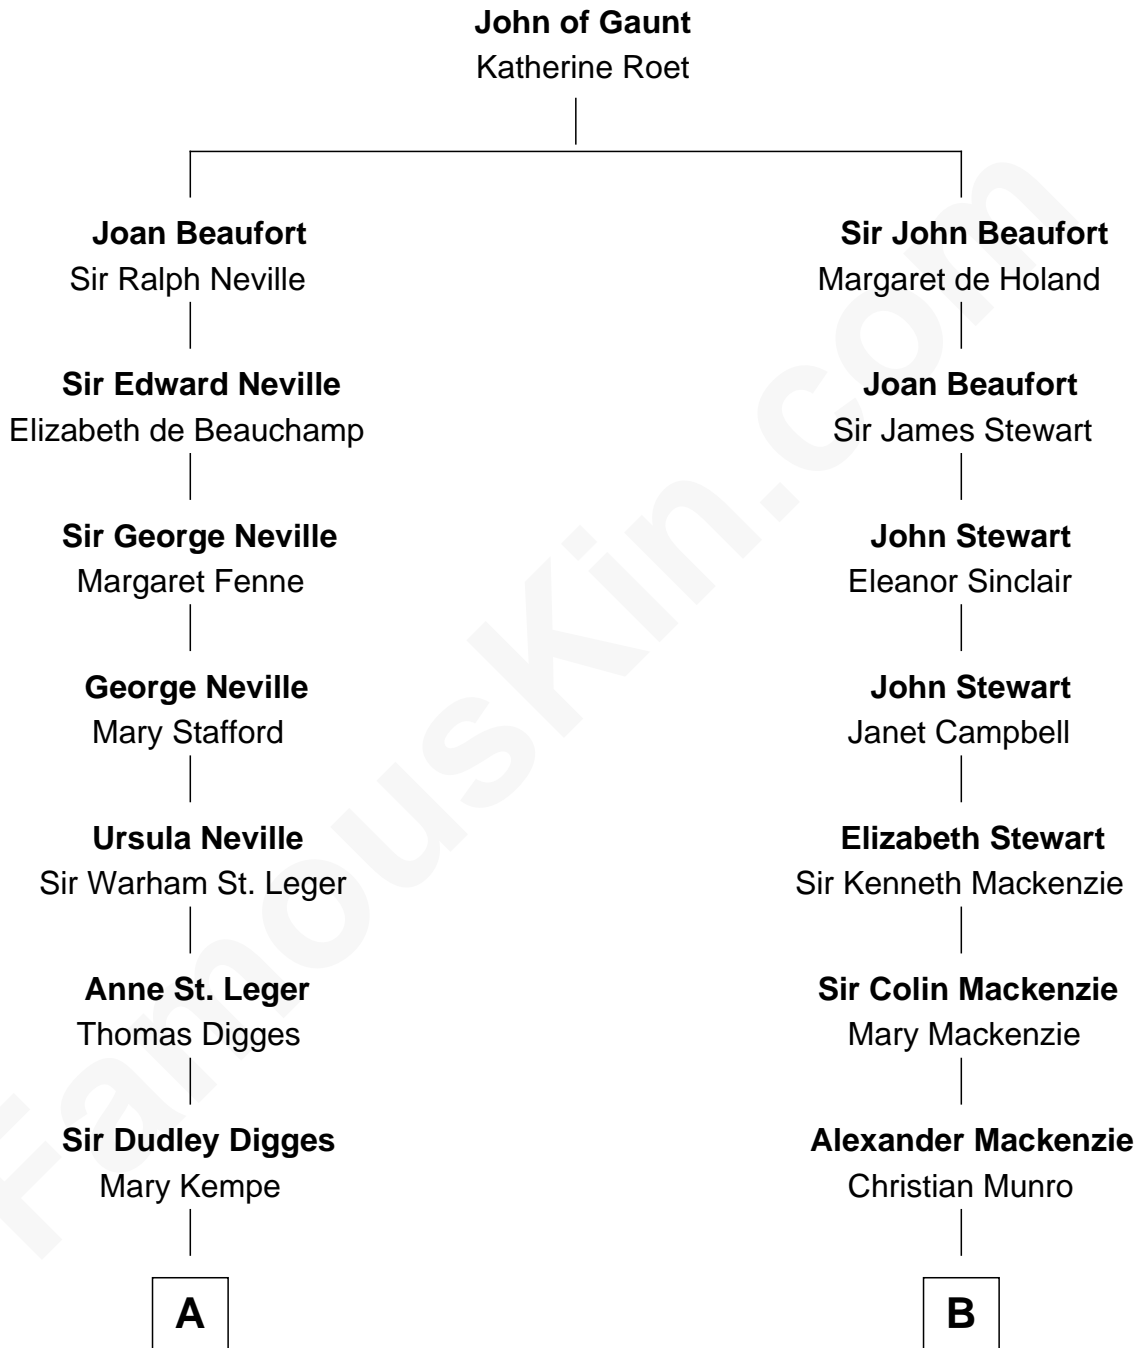 John of Gaunt
Katherine Roet
Joan Beaufort
Sir Ralph Neville
Sir John Beaufort
Margaret de Holand
Sir Edward Neville
Elizabeth de Beauchamp
Joan Beaufort
Sir James Stewart
Sir George Neville
Margaret Fenne
John Stewart
Eleanor Sinclair
George Neville
Mary Stafford
John Stewart
Janet Campbell
Ursula Neville
Sir Warham St. Leger
Elizabeth Stewart
Sir Kenneth Mackenzie
Anne St. Leger
Thomas Digges
Sir Colin Mackenzie
Mary Mackenzie
Sir Dudley Digges
Mary Kempe
Alexander Mackenzie
Christian Munro
A
B
FamousKin.com